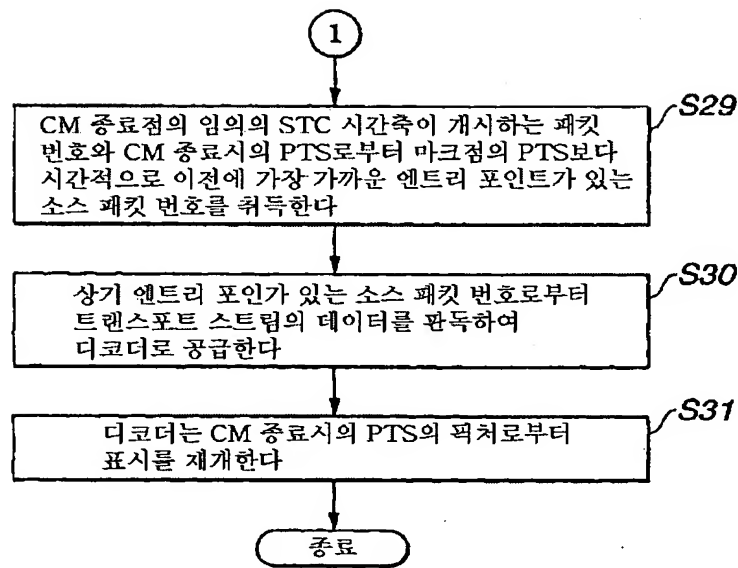 1
S29
CM 종료점의 임의의 STC 시간축이 개시하는 패킷
번호와 CM 종료시의 PTS로부터 마크점의 PTS보다
시간적으로 이전에 가장 가까운 엔트리 포인트가 있는
소스 패킷 번호를 취득한다
S30
상기 엔트리 포인가 있는 소스 패킷 번호로부터
트랜스포트 스트림의 데이터를 판독하여
디코더로 공급한다
S31
디코더는 CM 종료시의 PTS의 픽처로부터
표시를 재개한다
종료